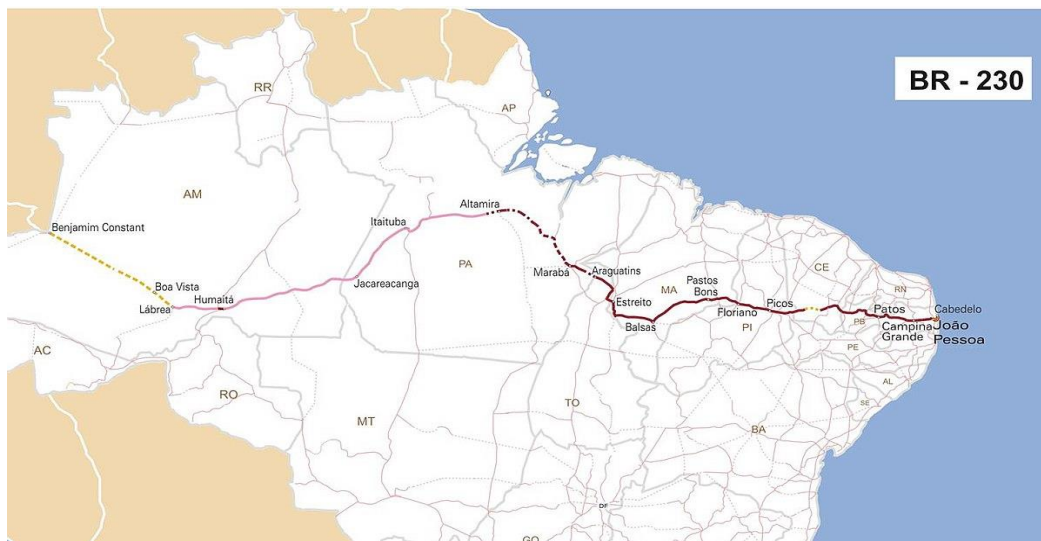 BR - 230
RR
AP
AM
Altamira
Itaituba
Benjamim Constant
PA
CE
Marabá
Araguatins
Jacareacanga
Boa Vista
Humaitá
Lábrea
MA
Pastos
Bons
RN
Estreito
Picos
Patos
Cabedelo
Floriano
Balsas
PI
PB
Campina
Grande
João
Pessoa
PE
AC
RO
AL
TO
SE
MT
BA
DF
GO